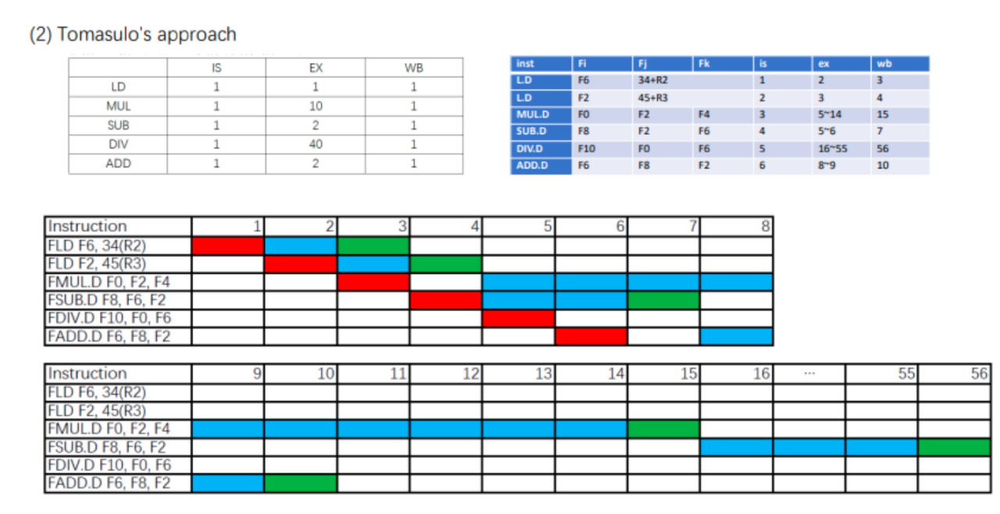 (2) Tomasulo's approach
IS EX WB
LD 1 1 1
MUL 1 10 1
SUB 1 2 1
DIV 1 40 1
ADD 1 2 1
inst Fi Fj Fk is ex wb
L.D F6 34+R2 1 2 3
L.D F2 45+R3 2 3 4
MUL.D F0 F2 F4 3 5~14 15
SUB.D F8 F2 F6 4 5~6 7
DIV.D F10 F0 F6 5 16~55 56
ADD.D F6 F8 F2 6 8~9 10
Instruction 1 2 3 4 5 6 7 8
FLD F6, 34(R2)
FLD F2, 45(R3)
FMUL.D F0, F2, F4
FSUB.D F8, F6, F2
FDIV.D F10, F0, F6
FADD.D F6, F8, F2
Instruction 9 10 11 12 13 14 15 16 ... 55 56
FLD F6, 34(R2)
FLD F2, 45(R3)
FMUL.D F0, F2, F4
FSUB.D F8, F6, F2
FDIV.D F10, F0, F6
FADD.D F6, F8, F2